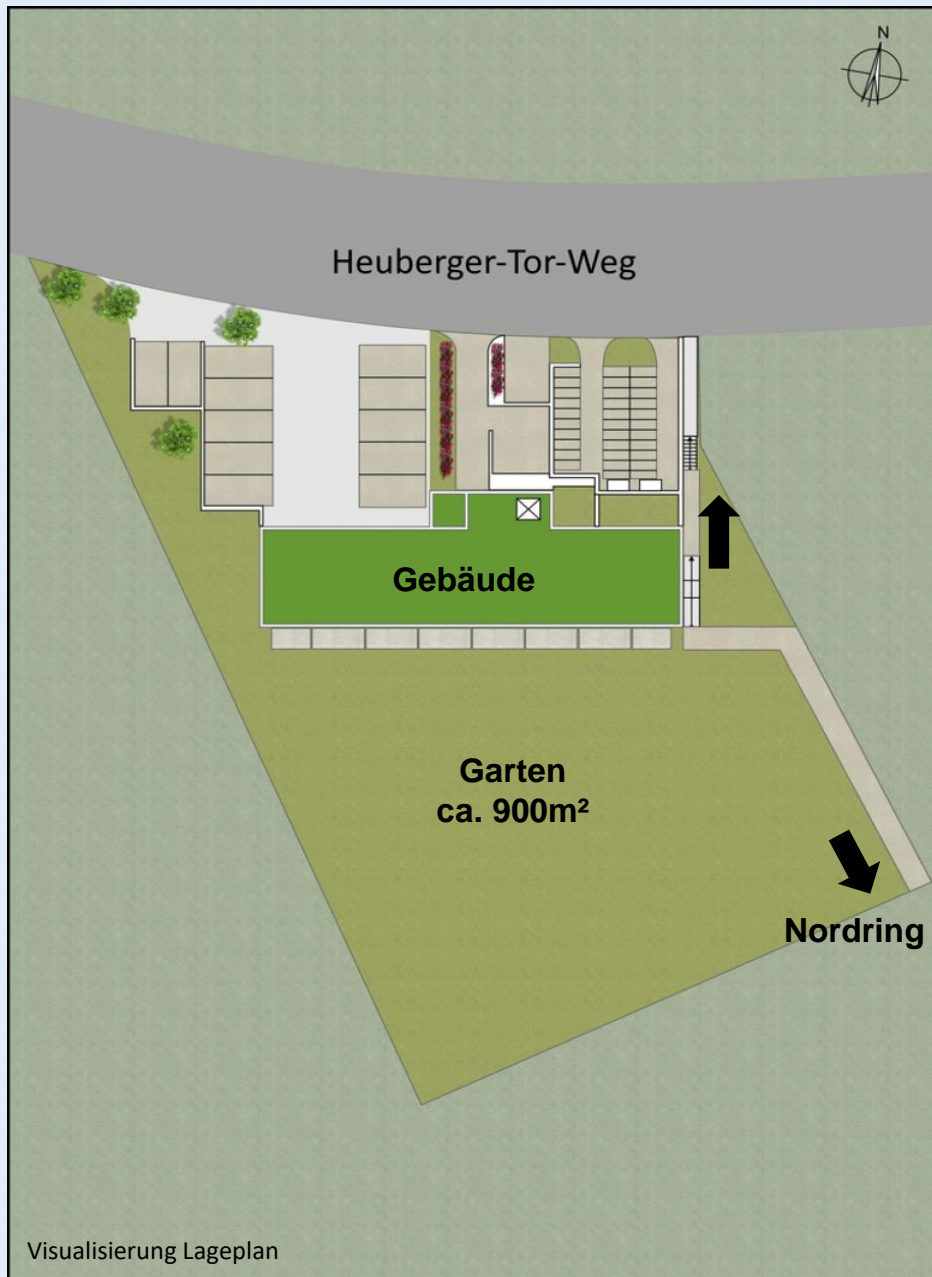 N
Heuberger-Tor-Weg
Gebäude
Garten
ca. 900m²
Nordring
Visualisierung Lageplan